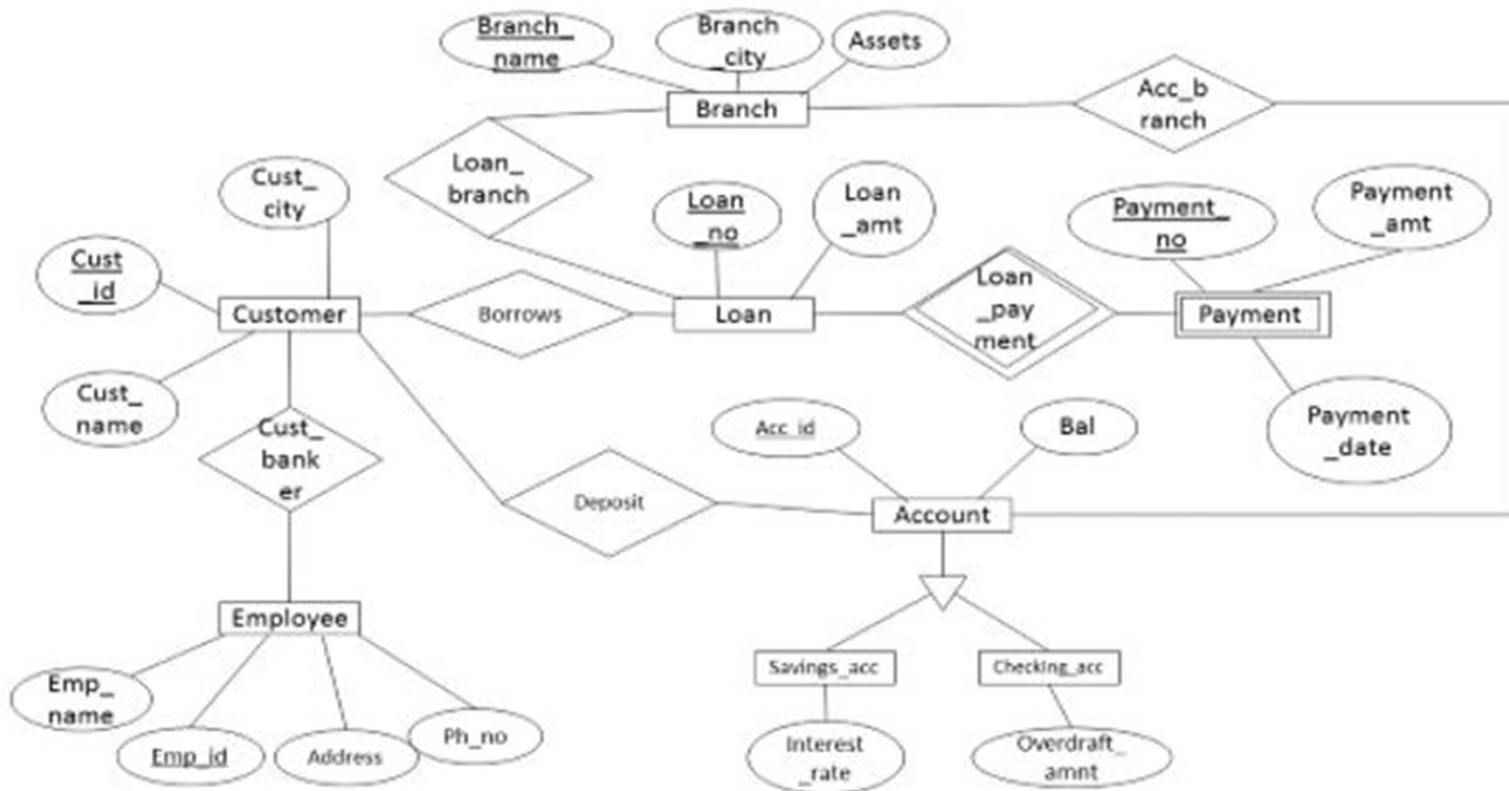 Branch_
name
Branch
_city
Assets
Branch
Acc_b
ranch
Loan_
branch
Cust_
city
Loan
_no
Loan
_amt
Payment_
no
Payment
_amt
Cust
_id
Customer
Borrows
Loan
Loan
_pay
ment
Payment
Cust_
name
Cust_
bank
er
Acc_id
Bal
Payment
_date
Deposit
Account
Employee
Savings_acc
Checking_acc
Emp_
name
Emp_id
Address
Ph_no
Interest
_rate
Overdraft_
amnt